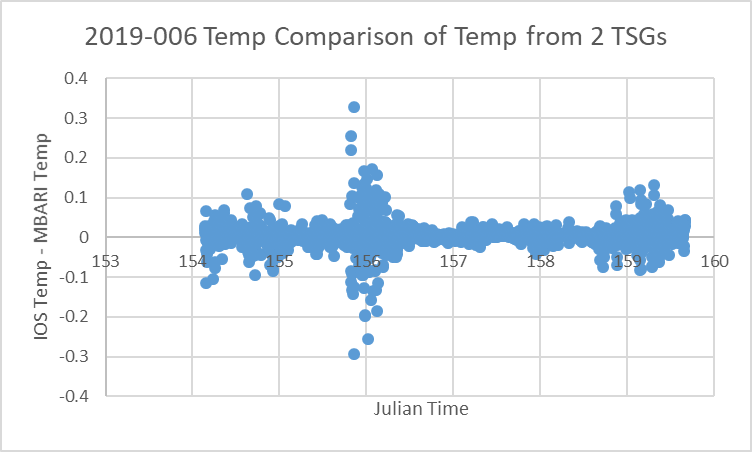 2019-006 Temp Comparison of Temp from 2 TSGs
0.4
0.3
0.2
0.1
0
-0.1
-0.2
-0.3
-0.4
153 154 155 156 157 158 159 160
IOS Temp - MBARI Temp
Julian Time